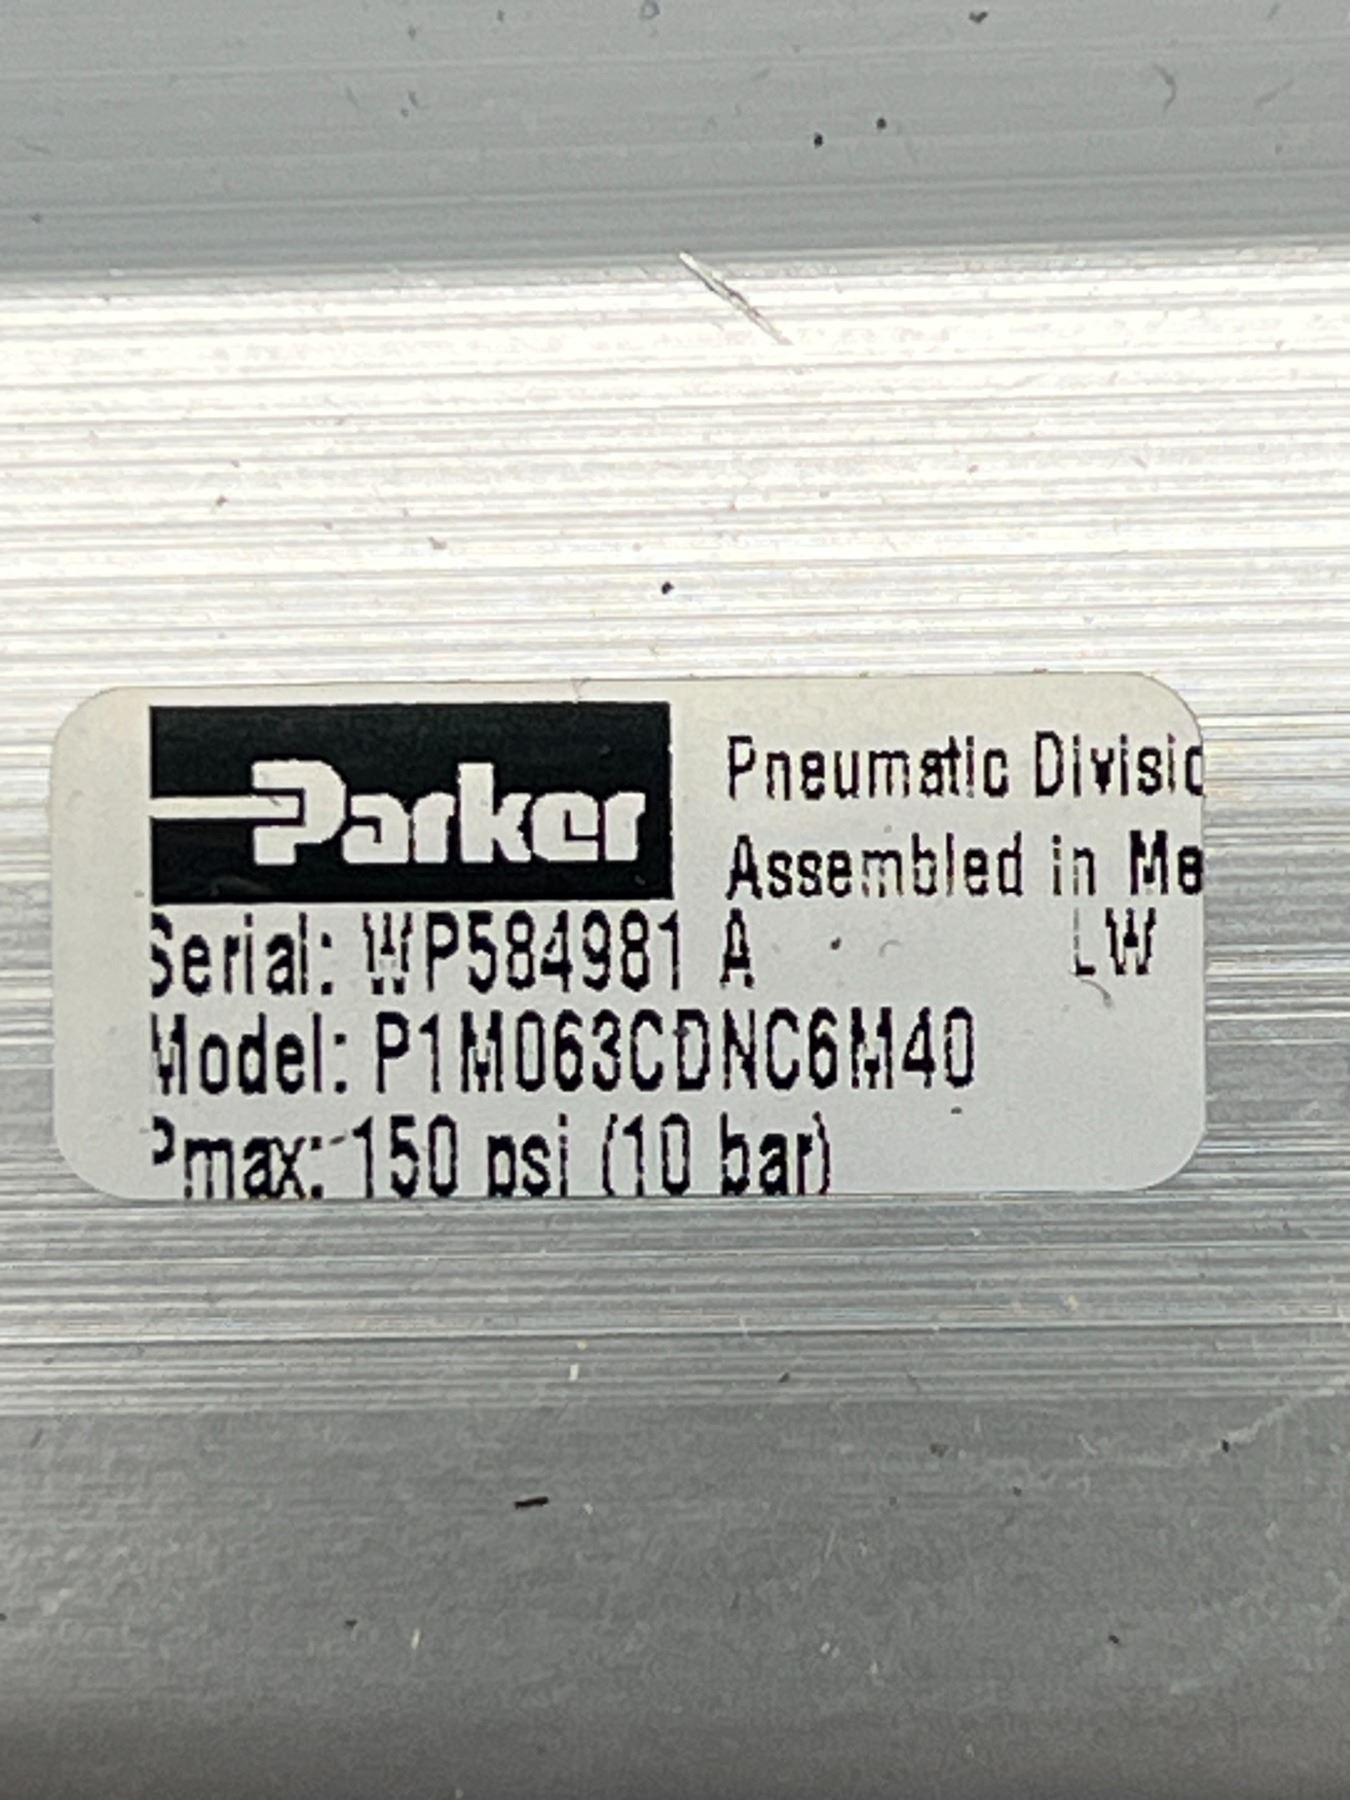 Parker
Pneumatic Divisio
Assembled in Me
Serial: WP584981 A LW
Model: P1M063CDNC6M40
Pmax: 150 psi (10 bar)